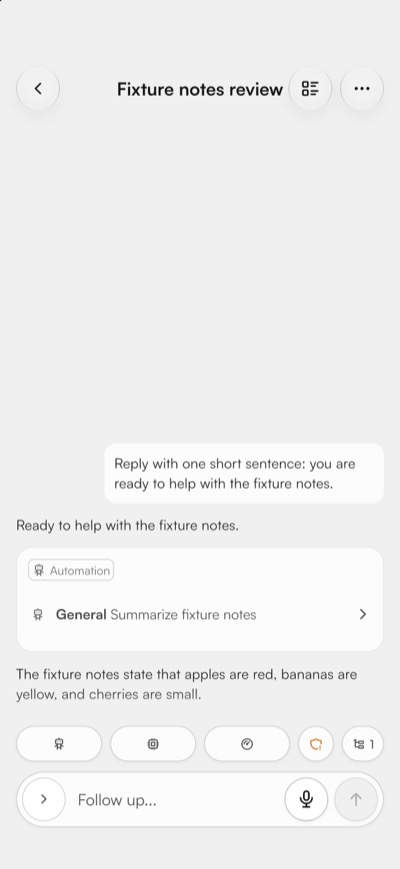 Fixture notes review
Reply with one short sentence: you are
ready to help with the fixture notes.
Ready to help with the fixture notes.
Automation
General Summarize fixture notes
The fixture notes state that apples are red, bananas are
yellow, and cherries are small.
1
Follow up...